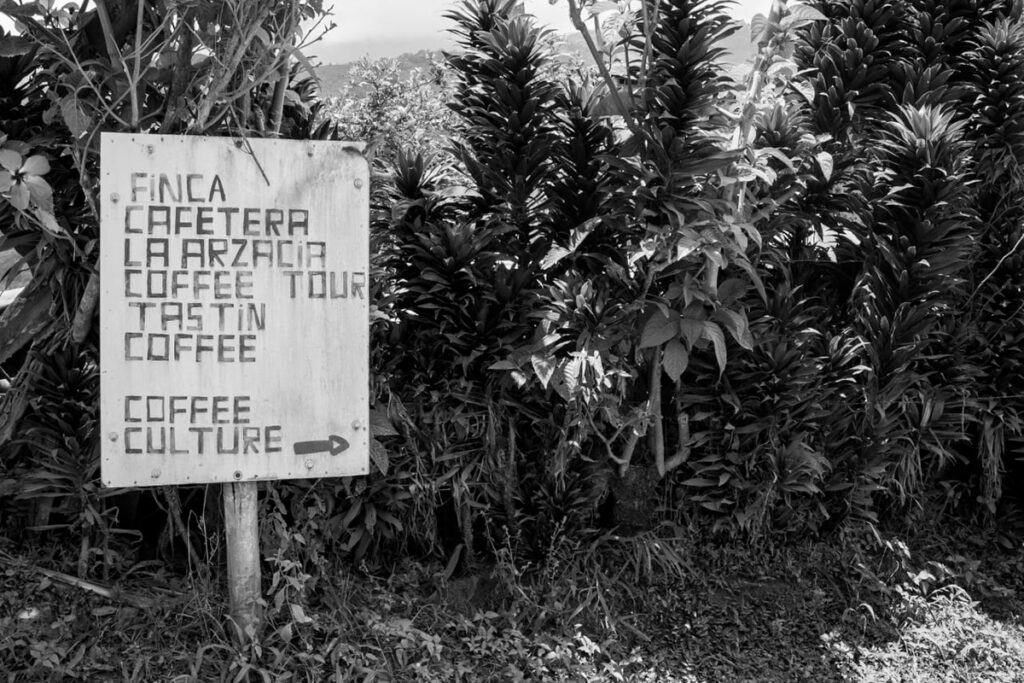 FINCA
CAFETERA
LA ARZACIA
COFFEE TOUR
TASTIN
COFFEE
COFFEE
CULTURE